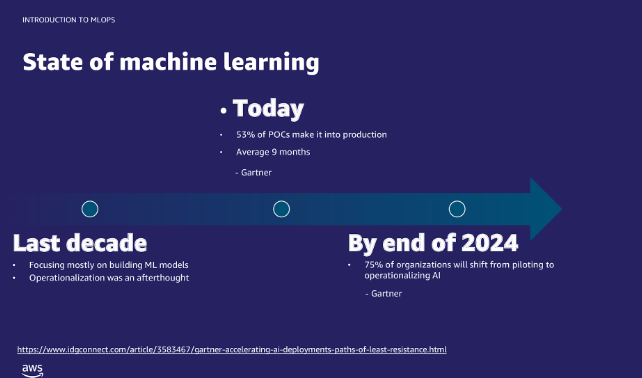 INTRODUCTION TO MLOPS
State of machine learning
• Today
• 53% of POCs make it into production
• Average 9 months
- Gartner
Last decade
• Focusing mostly on building ML models
• Operationalization was an afterthought
By end of 2024
• 75% of organizations will shift from piloting to
operationalizing AI
- Gartner
https://www.idgconnect.com/article/3583467/gartner-accelerating-ai-deployments-paths-of-least-resistance.html
aws